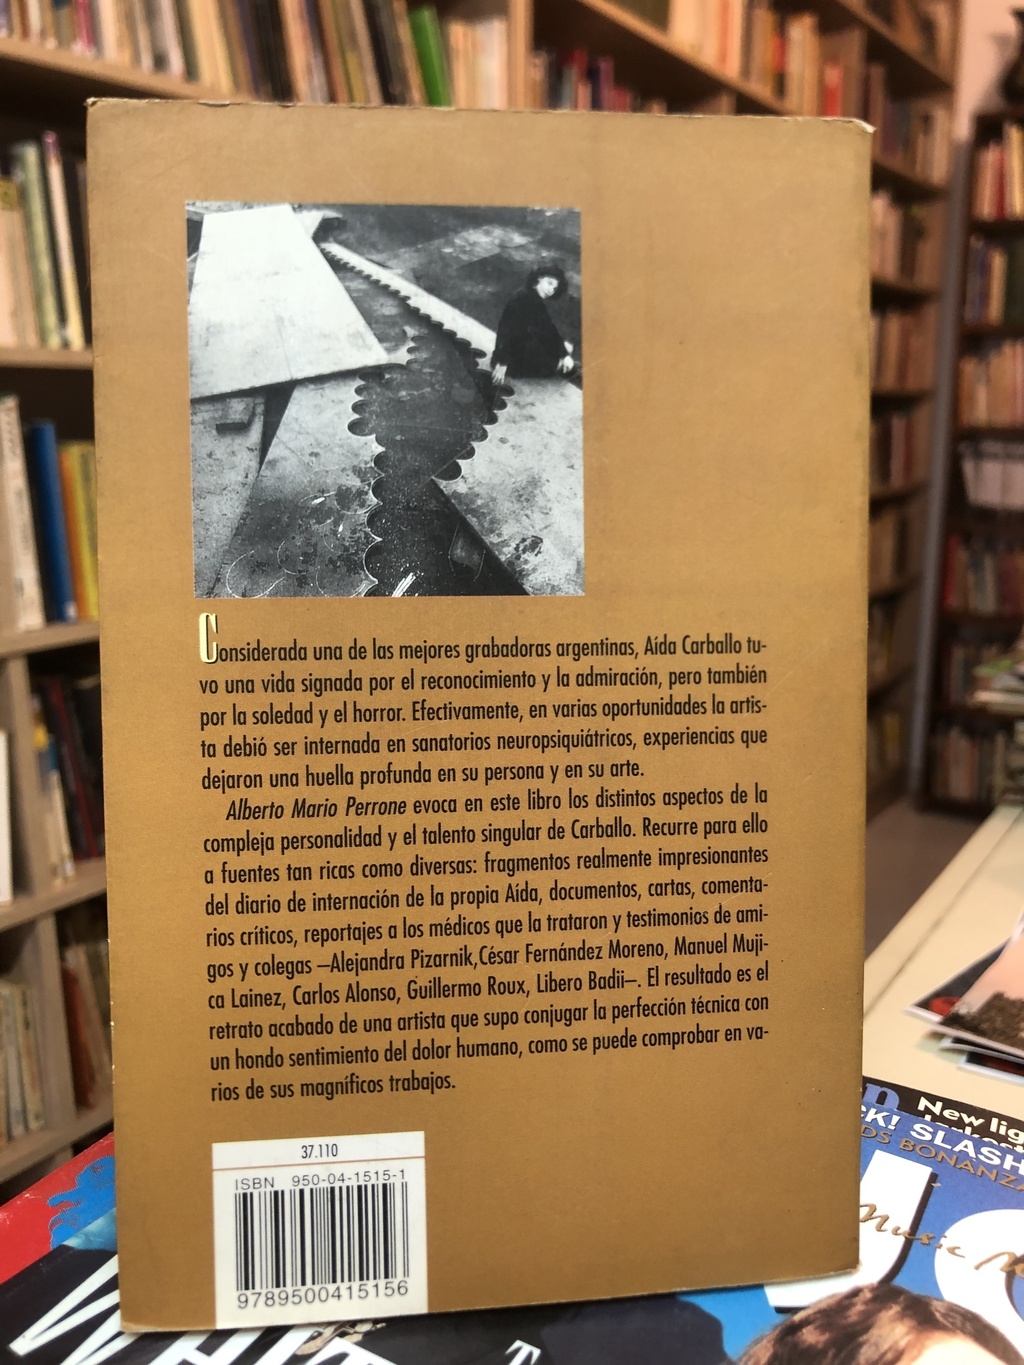 Considerada una de las mejores grabadoras argentinas, Aída Carballo tu-
vo una vida signada por el reconocimiento y la admiración, pero también
por la soledad y el horror. Efectivamente, en varias oportunidades la artis-
ta debió ser internada en sanatorios neuropsiquiátricos, experiencias que
dejaron una huella profunda en su persona y en su arte.
Alberto Mario Perrone evoca en este libro los distintos aspectos de la
compleja personalidad y el talento singular de Carballo. Recurre para ello
a fuentes tan ricas como diversas: fragmentos realmente impresionantes
del diario de internación de la propia Aída, documentos, cartas, comenta-
rios críticos, reportajes a los médicos que la trataron y testimonios de ami-
gos y colegas –Alejandra Pizarnik,César Fernández Moreno, Manuel Muji-
ca Lainez, Carlos Alonso, Guillermo Roux, Libero Badii–. El resultado es el
retrato acabado de una artista que supo conjugar la perfección técnica con
un hondo sentimiento del dolor humano, como se puede comprobar en va-
rios de sus magníficos trabajos.
37.110
ISBN 950-04-1515-1
9789500415156
New lig
CK! SLASH
DS BONANZA
Music